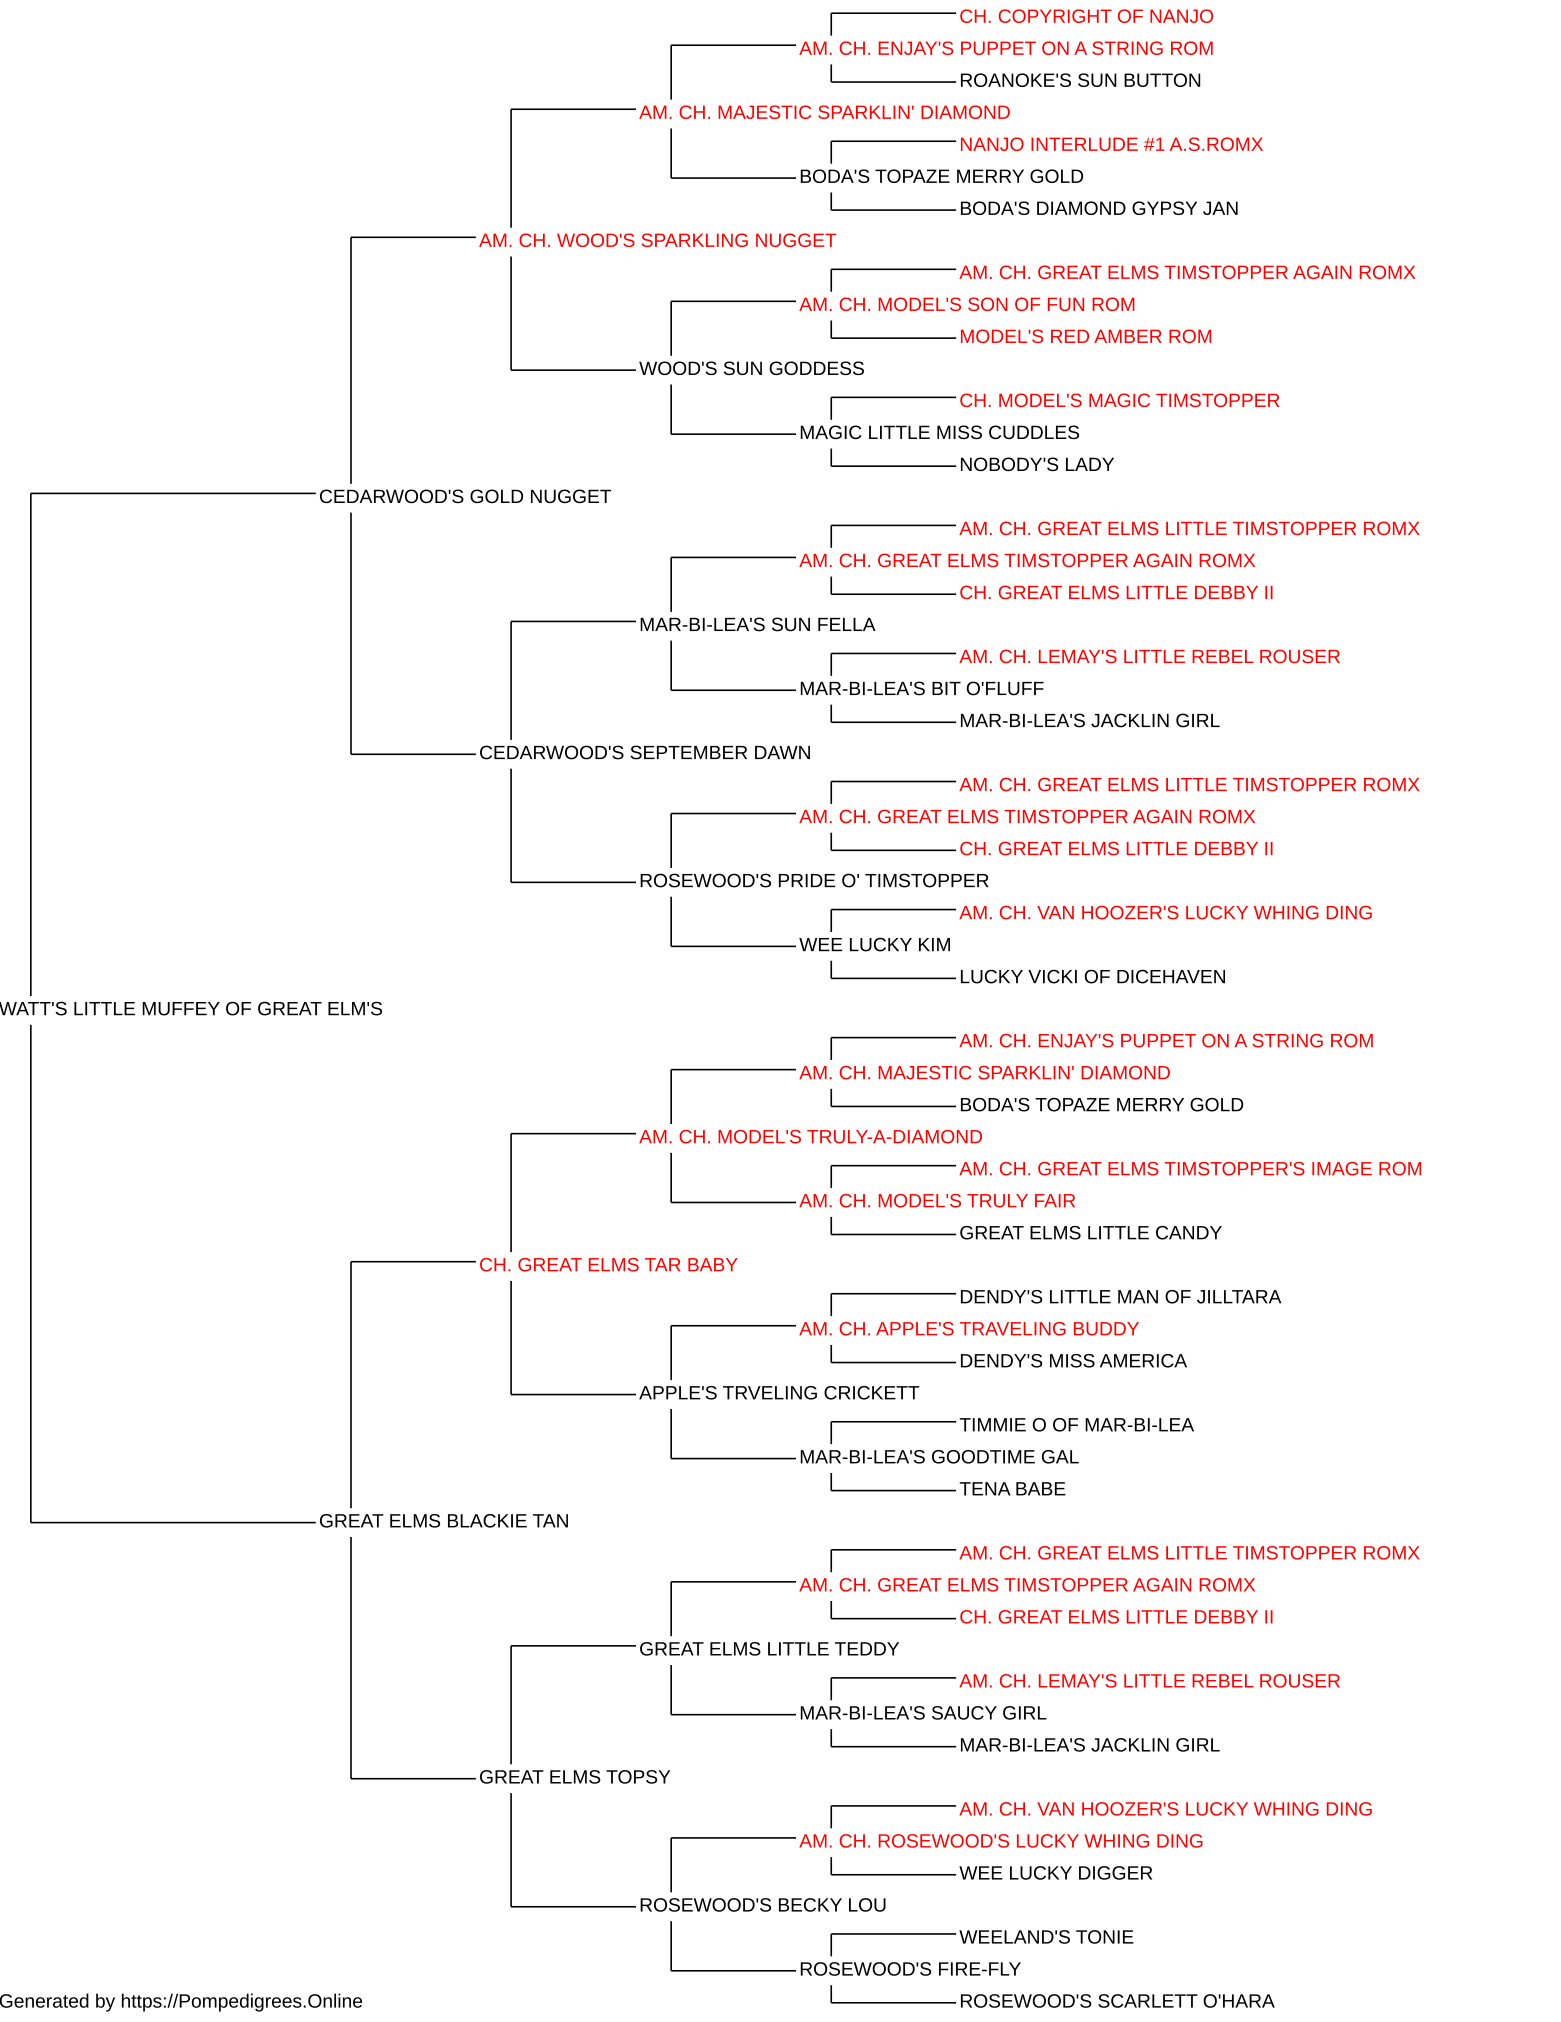 CH. COPYRIGHT OF NANJO
AM. CH. ENJAY'S PUPPET ON A STRING ROM
ROANOKE'S SUN BUTTON
AM. CH. MAJESTIC SPARKLIN' DIAMOND
NANJO INTERLUDE #1 A.S.ROMX
BODA'S TOPAZE MERRY GOLD
BODA'S DIAMOND GYPSY JAN
AM. CH. WOOD'S SPARKLING NUGGET
AM. CH. GREAT ELMS TIMSTOPPER AGAIN ROMX
AM. CH. MODEL'S SON OF FUN ROM
MODEL'S RED AMBER ROM
WOOD'S SUN GODDESS
CH. MODEL'S MAGIC TIMSTOPPER
MAGIC LITTLE MISS CUDDLES
NOBODY'S LADY
CEDARWOOD'S GOLD NUGGET
AM. CH. GREAT ELMS LITTLE TIMSTOPPER ROMX
AM. CH. GREAT ELMS TIMSTOPPER AGAIN ROMX
CH. GREAT ELMS LITTLE DEBBY II
MAR-BI-LEA'S SUN FELLA
AM. CH. LEMAY'S LITTLE REBEL ROUSER
MAR-BI-LEA'S BIT O'FLUFF
MAR-BI-LEA'S JACKLIN GIRL
CEDARWOOD'S SEPTEMBER DAWN
AM. CH. GREAT ELMS LITTLE TIMSTOPPER ROMX
AM. CH. GREAT ELMS TIMSTOPPER AGAIN ROMX
CH. GREAT ELMS LITTLE DEBBY II
ROSEWOOD'S PRIDE O' TIMSTOPPER
AM. CH. VAN HOOZER'S LUCKY WHING DING
WEE LUCKY KIM
LUCKY VICKI OF DICEHAVEN
WATT'S LITTLE MUFFEY OF GREAT ELM'S
AM. CH. ENJAY'S PUPPET ON A STRING ROM
AM. CH. MAJESTIC SPARKLIN' DIAMOND
BODA'S TOPAZE MERRY GOLD
AM. CH. MODEL'S TRULY-A-DIAMOND
AM. CH. GREAT ELMS TIMSTOPPER'S IMAGE ROM
AM. CH. MODEL'S TRULY FAIR
GREAT ELMS LITTLE CANDY
CH. GREAT ELMS TAR BABY
DENDY'S LITTLE MAN OF JILLTARA
AM. CH. APPLE'S TRAVELING BUDDY
DENDY'S MISS AMERICA
APPLE'S TRVELING CRICKETT
TIMMIE O OF MAR-BI-LEA
MAR-BI-LEA'S GOODTIME GAL
TENA BABE
GREAT ELMS BLACKIE TAN
AM. CH. GREAT ELMS LITTLE TIMSTOPPER ROMX
AM. CH. GREAT ELMS TIMSTOPPER AGAIN ROMX
CH. GREAT ELMS LITTLE DEBBY II
GREAT ELMS LITTLE TEDDY
AM. CH. LEMAY'S LITTLE REBEL ROUSER
MAR-BI-LEA'S SAUCY GIRL
MAR-BI-LEA'S JACKLIN GIRL
GREAT ELMS TOPSY
AM. CH. VAN HOOZER'S LUCKY WHING DING
AM. CH. ROSEWOOD'S LUCKY WHING DING
WEE LUCKY DIGGER
ROSEWOOD'S BECKY LOU
WEELAND'S TONIE
ROSEWOOD'S FIRE-FLY
ROSEWOOD'S SCARLETT O'HARA
Generated by https://Pompedigrees.Online